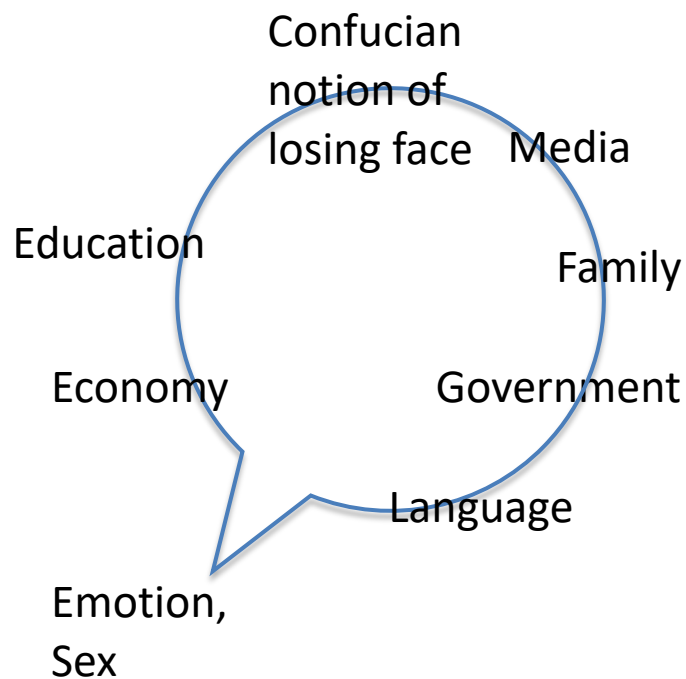 Confucian
notion of
losing face
Media
Education
Family
Economy
Government
Language
Emotion,
Sex